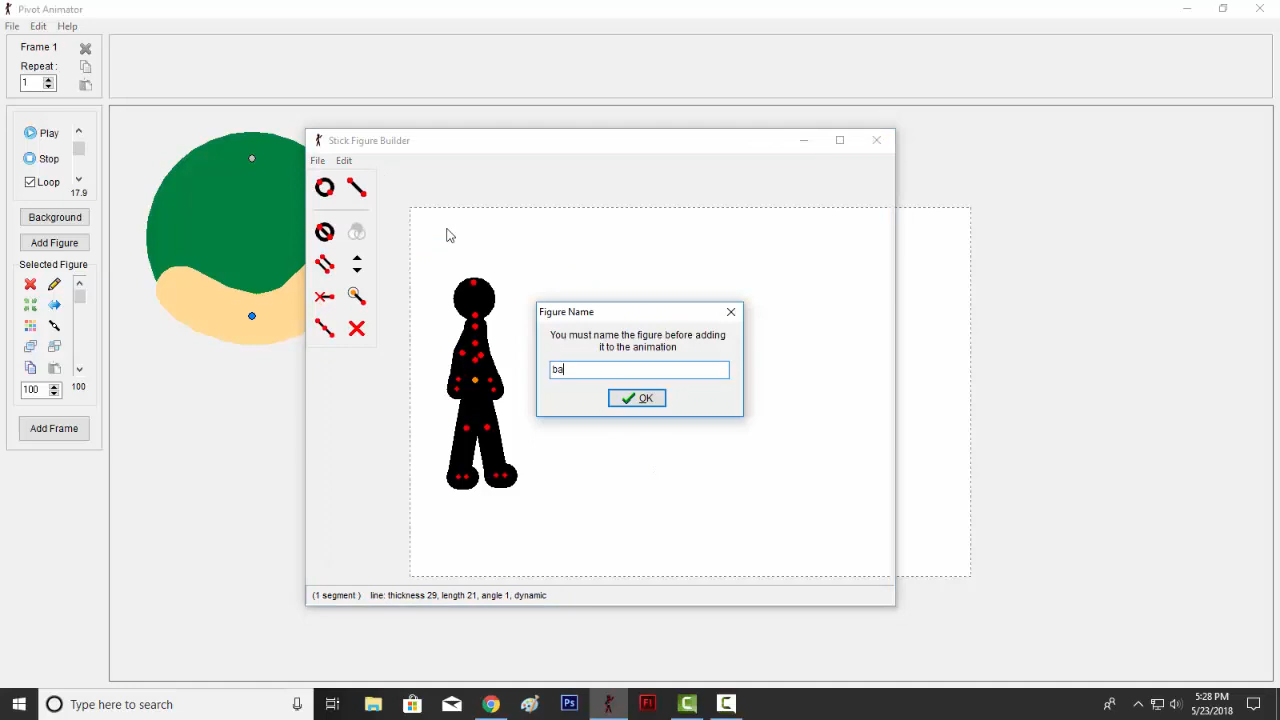 Pivot Animator
File Edit Help
Frame 1
Repeat :
1
Play
Stop
Loop
17.9
Background
Add Figure
Selected Figure
100 100
Add Frame
Stick Figure Builder
File Edit
Figure Name
You must name the figure before adding
it to the animation
ba
OK
(1 segment ) line: thickness 29, length 21, angle 1, dynamic
Type here to search
Ps
Fl
C
C
5:28 PM
5/23/2018